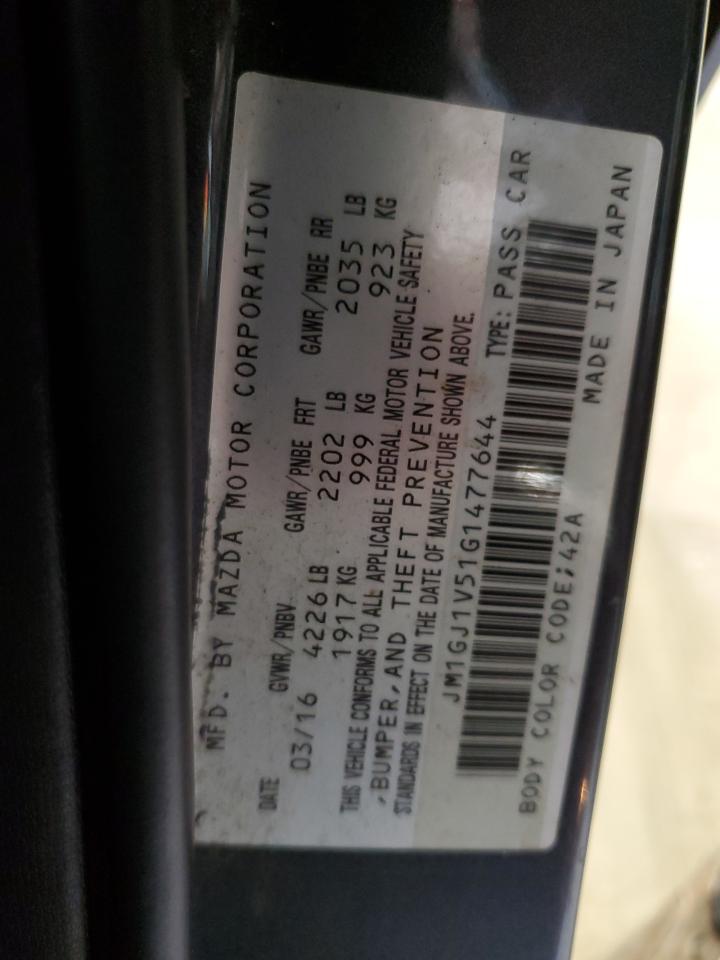 MFD. BY MAZDA MOTOR CORPORATION
DATE GVWR/PNBV GAWR/PNBE FRT GAWR/PNBE RR
03/16 4226 LB 2202 LB 2035 LB
1917 KG 999 KG 923 KG
THIS VEHICLE CONFORMS TO ALL APPLICABLE FEDERAL MOTOR VEHICLE SAFETY
,BUMPER,AND THEFT PREVENTION
STANDARDS IN EFFECT ON THE DATE OF MANUFACTURE SHOWN ABOVE.
JM1GJ1V51G1477644 TYPE: PASS CAR
BODY COLOR CODE;42A MADE IN JAPAN